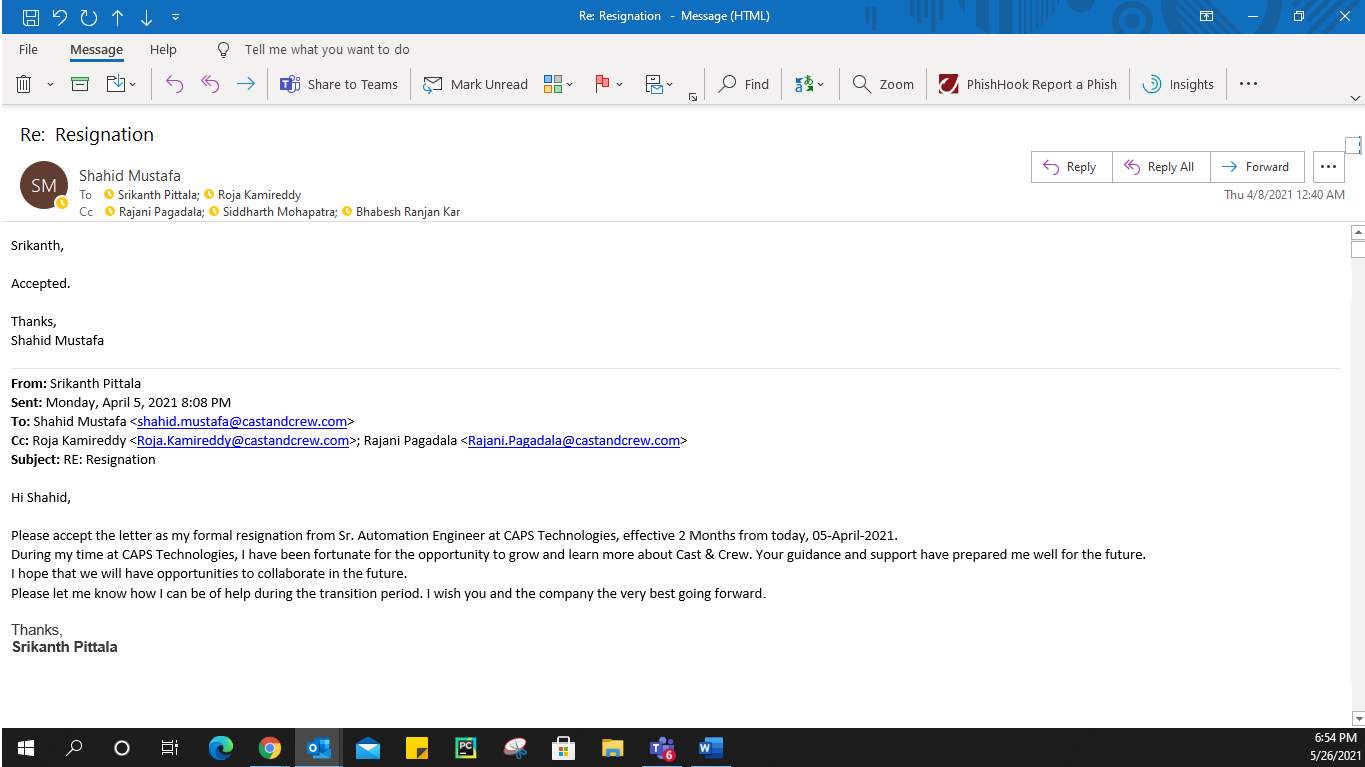 Re: Resignation - Message (HTML)
File Message Help Tell me what you want to do
Share to Teams Mark Unread Find Zoom PhishHook Report a Phish Insights
Re: Resignation
SM
Shahid Mustafa
To Srikanth Pittala; Roja Kamireddy
Cc Rajani Pagadala; Siddharth Mohapatra; Bhabesh Ranjan Kar
Reply Reply All Forward
Thu 4/8/2021 12:40 AM
Srikanth,
Accepted.
Thanks,
Shahid Mustafa
From: Srikanth Pittala
Sent: Monday, April 5, 2021 8:08 PM
To: Shahid Mustafa <shahid.mustafa@castandcrew.com>
Cc: Roja Kamireddy <Roja.Kamireddy@castandcrew.com>; Rajani Pagadala <Rajani.Pagadala@castandcrew.com>
Subject: RE: Resignation
Hi Shahid,
Please accept the letter as my formal resignation from Sr. Automation Engineer at CAPS Technologies, effective 2 Months from today, 05-April-2021.
During my time at CAPS Technologies, I have been fortunate for the opportunity to grow and learn more about Cast & Crew. Your guidance and support have prepared me well for the future.
I hope that we will have opportunities to collaborate in the future.
Please let me know how I can be of help during the transition period. I wish you and the company the very best going forward.
Thanks,
Srikanth Pittala
PC
6
6:54 PM
5/26/2021